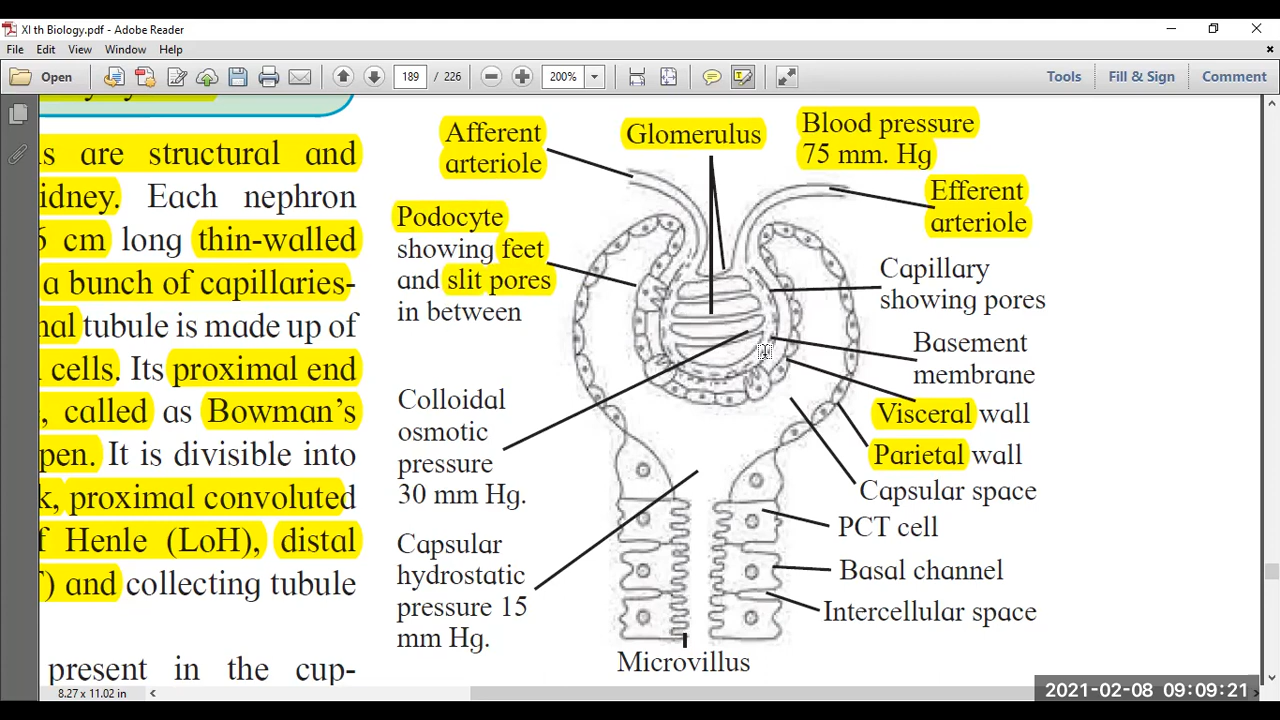 XI th Biology.pdf - Adobe Reader
File Edit View Window Help
Open 189 / 226 200% Tools Fill & Sign Comment
is are structural and
idney. Each nephron
cm long thin-walled
a bunch of capillaries-
tubule is made up of
cells. Its proximal end
called as Bowman's
pen. It is divisible into
proximal convoluted
Henle (LoH), distal
T) and collecting tubule
present in the cup-
Afferent
arteriole
Glomerulus
Blood pressure
75 mm. Hg
Efferent
arteriole
Podocyte
showing feet
and slit pores
in between
Capillary
showing pores
Basement
membrane
Visceral wall
Parietal wall
Capsular space
Colloidal
osmotic
pressure
30 mm Hg.
PCT cell
Capsular
hydrostatic
pressure 15
mm Hg.
Basal channel
Intercellular space
Microvillus
8.27 x 11.02 in
2021-02-08 09:09:21